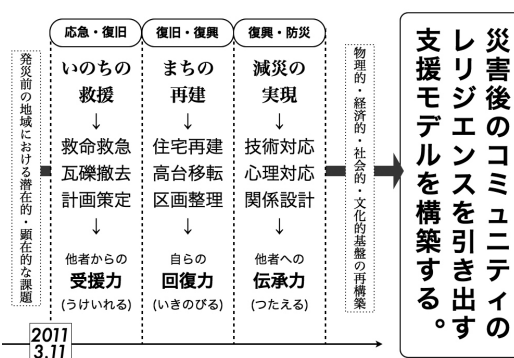 発災前の地域における潜在的・顕在的な課題
応急・復旧
いのちの
救援
↓
救命救急
瓦礫撤去
計画策定
↓
他者からの
受援力
(うけいれる)
復旧・復興
まちの
再建
↓
住宅再建
高台移転
区画整理
↓
自らの
回復力
(いきのびる)
復興・防災
減災の
実現
↓
技術対応
心理対応
関係設計
↓
他者への
伝承力
(つたえる)
物理的・経済的・社会的・文化的基盤の再構築
災害後のコミュニティの
レリジエンスを引き出す
支援モデルを構築する。
2011
3.11